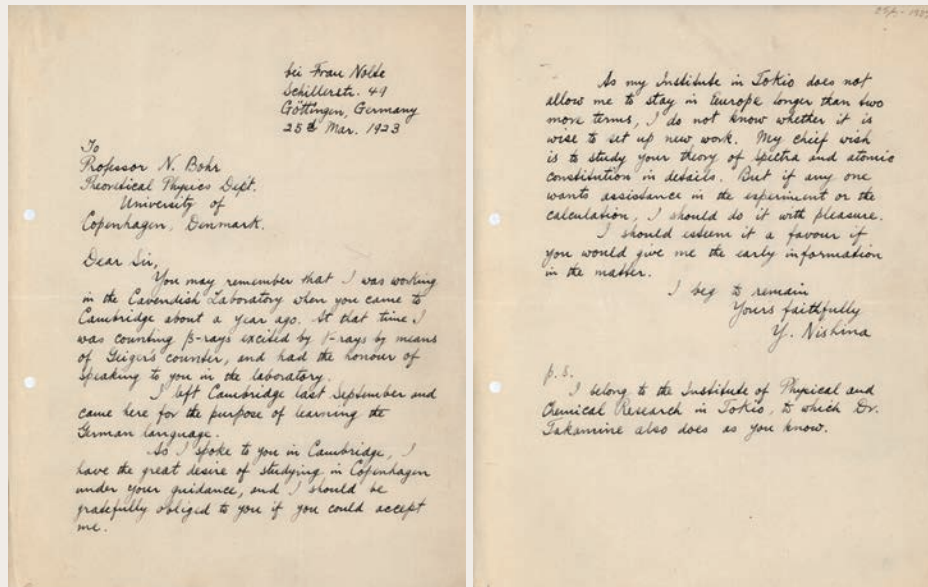 bei Frau Nolte
Schillerstr. 49
Göttingen, Germany
25th Mar. 1923
To
Professor N. Bohr
Theoretical Physics Dept.
University of
Copenhagen, Denmark.
Dear Sir,
You may remember that I was working
in the Cavendish Laboratory when you came to
Cambridge about a year ago. At that time I
was counting β-rays excited by γ-rays by means
of Geiger's counter, and had the honour of
speaking to you in the laboratory.
I left Cambridge last September and
came here for the purpose of learning the
German language.
As I spoke to you in Cambridge, I
have the great desire of studying in Copenhagen
under your guidance, and I should be
gratefully obliged to you if you could accept
me.
As my Institute in Tokio does not
allow me to stay in Europe longer than two
more terms, I do not know whether it is
wise to set up new work. My chief wish
is to study your theory of spectra and atomic
constitution in details. But if any one
wants assistance in the experiment or the
calculation, I should do it with pleasure.
I should esteem it a favour if
you would give me the early information
in the matter.
I beg to remain
Yours faithfully
Y. Nishina
p.s.
I belong to the Institute of Physical and
Chemical Research in Tokio, to which Dr.
Takamine also does as you know.